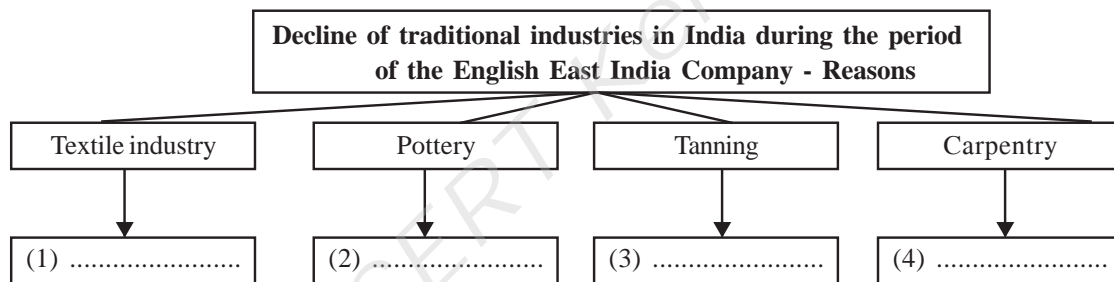 Decline of traditional industries in India during the period
of the English East India Company - Reasons
Textile industry
Pottery
Tanning
Carpentry
(1) ........................
(2) ........................
(3) ........................
(4) ........................